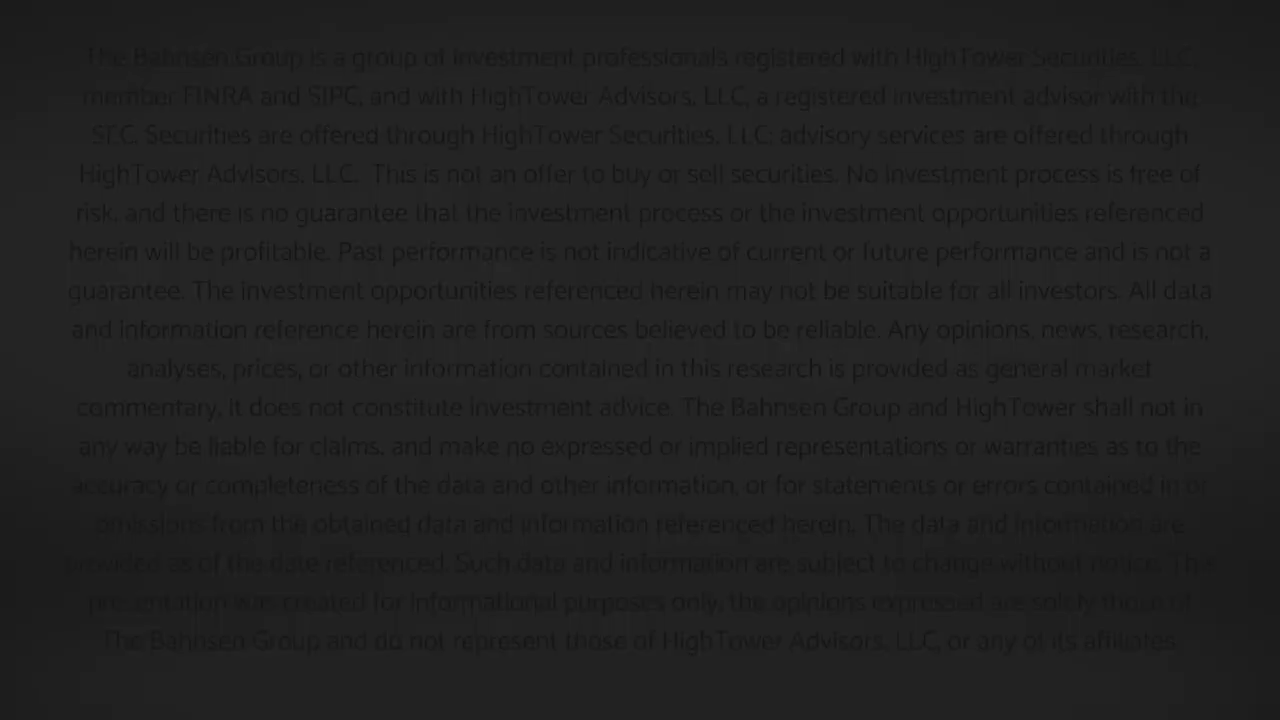 The Bahnsen Group is a group of investment professionals registered with HighTower Securities, LLC,
member FINRA and SIPC, and with HighTower Advisors, LLC, a registered investment advisor with the
SEC. Securities are offered through HighTower Securities, LLC; advisory services are offered through
HighTower Advisors, LLC. This is not an offer to buy or sell securities. No investment process is free of
risk, and there is no guarantee that the investment process or the investment opportunities referenced
herein will be profitable. Past performance is not indicative of current or future performance and is not a
guarantee. The investment opportunities referenced herein may not be suitable for all investors. All data
and information reference herein are from sources believed to be reliable. Any opinions, news, research,
analyses, prices, or other information contained in this research is provided as general market
commentary, it does not constitute investment advice. The Bahnsen Group and HighTower shall not in
any way be liable for claims, and make no expressed or implied representations or warranties as to the
accuracy or completeness of the data and other information, or for statements or errors contained in or
omissions from the obtained data and information referenced herein. The data and information are
provided as of the date referenced. Such data and information are subject to change without notice. This
presentation was created for informational purposes only; the opinions expressed are solely those of
The Bahnsen Group and do not represent those of HighTower Advisors, LLC, or any of its affiliates.